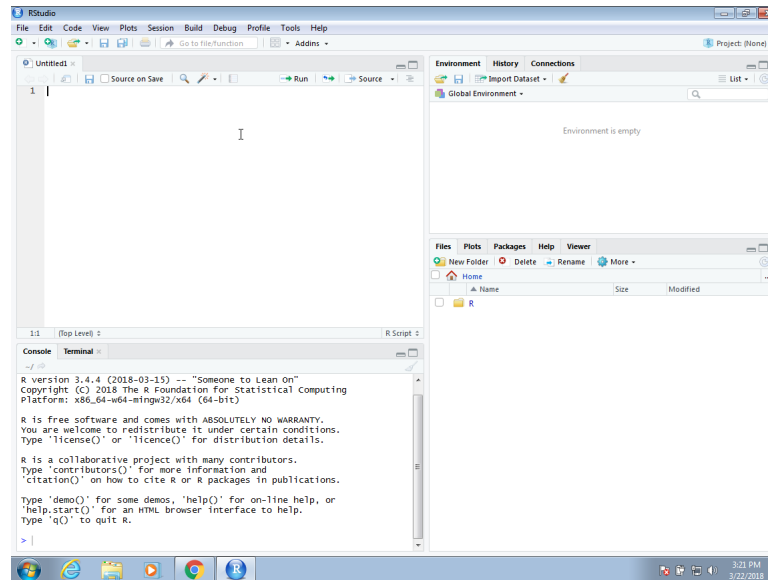 RStudio
File Edit Code View Plots Session Build Debug Profile Tools Help
Go to file/function Addins Project: (None)
Untitled1
Source on Save Run Source
1
1:1 (Top Level) R Script
Console Terminal
~/
R version 3.4.4 (2018-03-15) -- "Someone to Lean On"
Copyright (C) 2018 The R Foundation for Statistical Computing
Platform: x86_64-w64-mingw32/x64 (64-bit)
R is free software and comes with ABSOLUTELY NO WARRANTY.
You are welcome to redistribute it under certain conditions.
Type 'license()' or 'licence()' for distribution details.
R is a collaborative project with many contributors.
Type 'contributors()' for more information and
'citation()' on how to cite R or R packages in publications.
Type 'demo()' for some demos, 'help()' for on-line help, or
'help.start()' for an HTML browser interface to help.
Type 'q()' to quit R.
>
Environment History Connections
Import Dataset List
Global Environment
Environment is empty
Files Plots Packages Help Viewer
New Folder Delete Rename More
Home
Name Size Modified
R
3:21 PM
3/22/2018